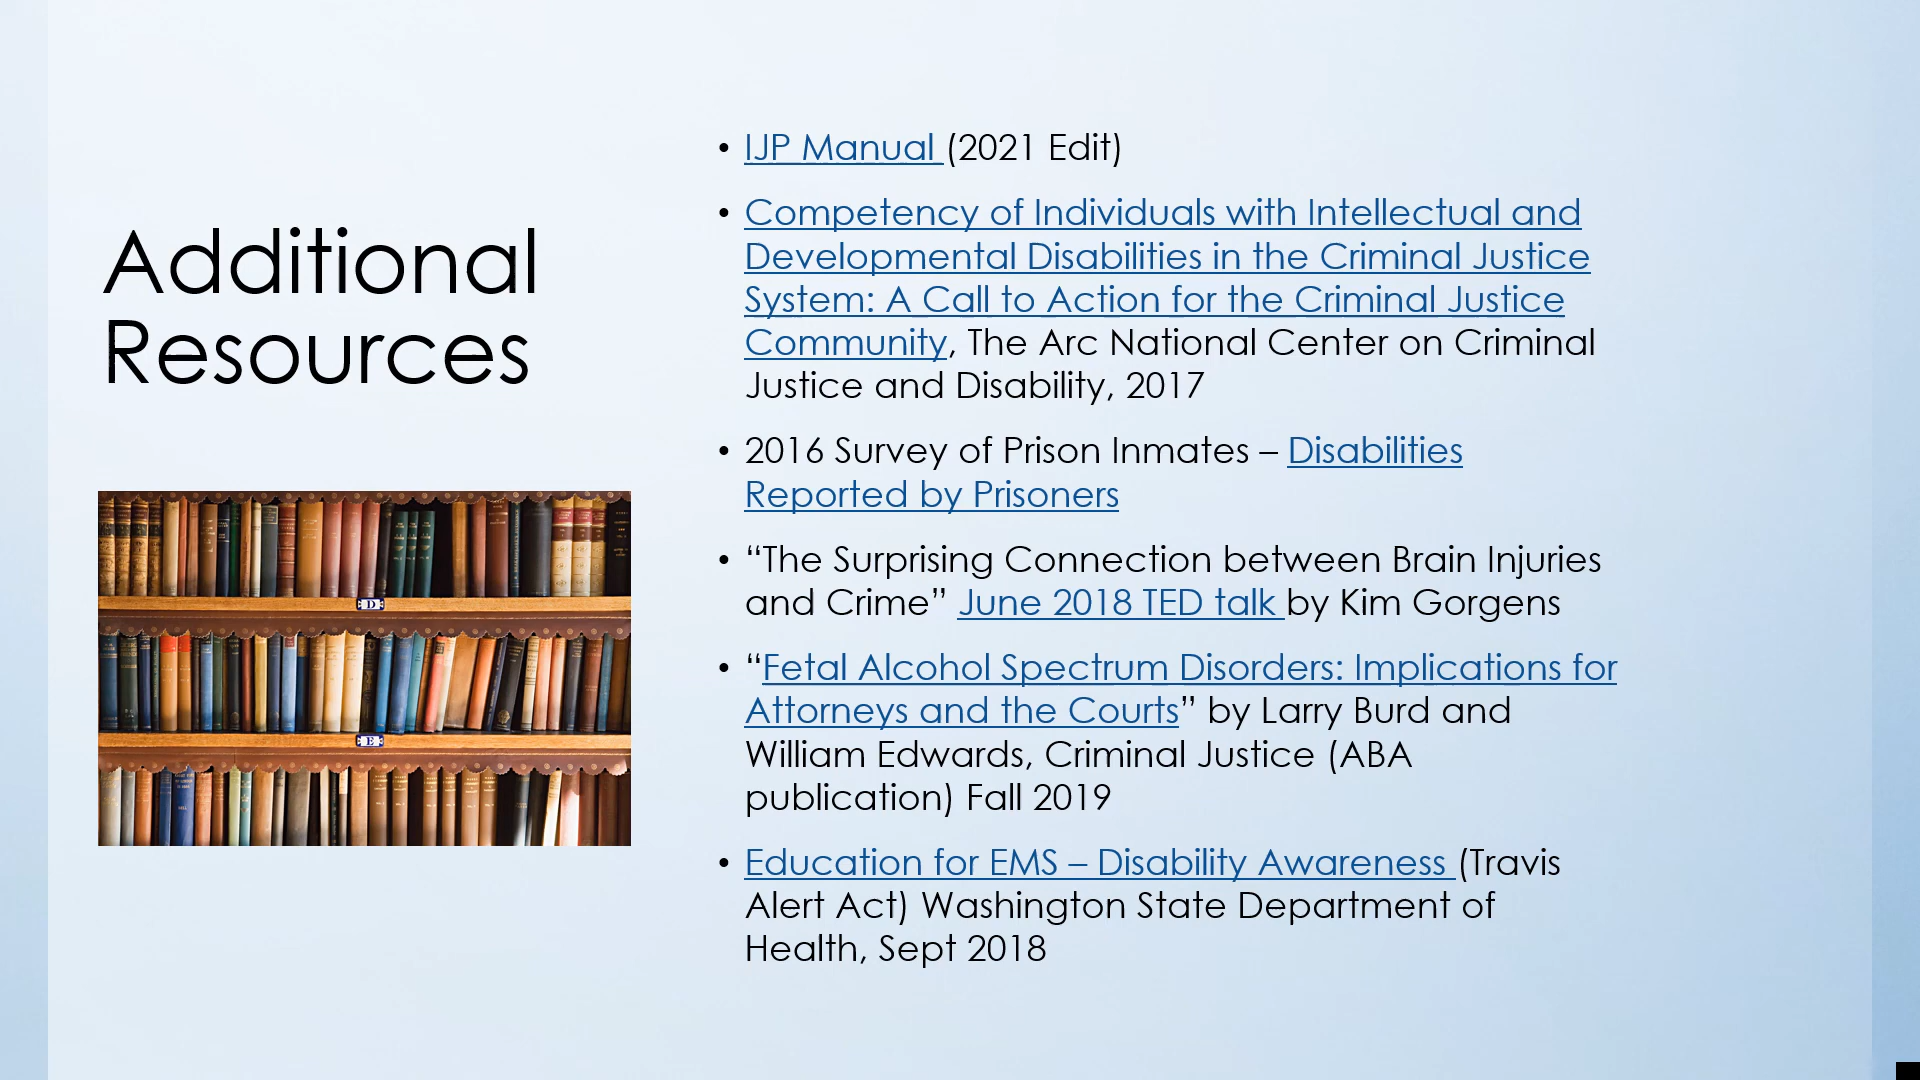 Additional
Resources
• IJP Manual (2021 Edit)
• Competency of Individuals with Intellectual and
Developmental Disabilities in the Criminal Justice
System: A Call to Action for the Criminal Justice
Community, The Arc National Center on Criminal
Justice and Disability, 2017
• 2016 Survey of Prison Inmates – Disabilities
Reported by Prisoners
• “The Surprising Connection between Brain Injuries
and Crime” June 2018 TED talk by Kim Gorgens
• “Fetal Alcohol Spectrum Disorders: Implications for
Attorneys and the Courts” by Larry Burd and
William Edwards, Criminal Justice (ABA
publication) Fall 2019
• Education for EMS – Disability Awareness (Travis
Alert Act) Washington State Department of
Health, Sept 2018
D
E